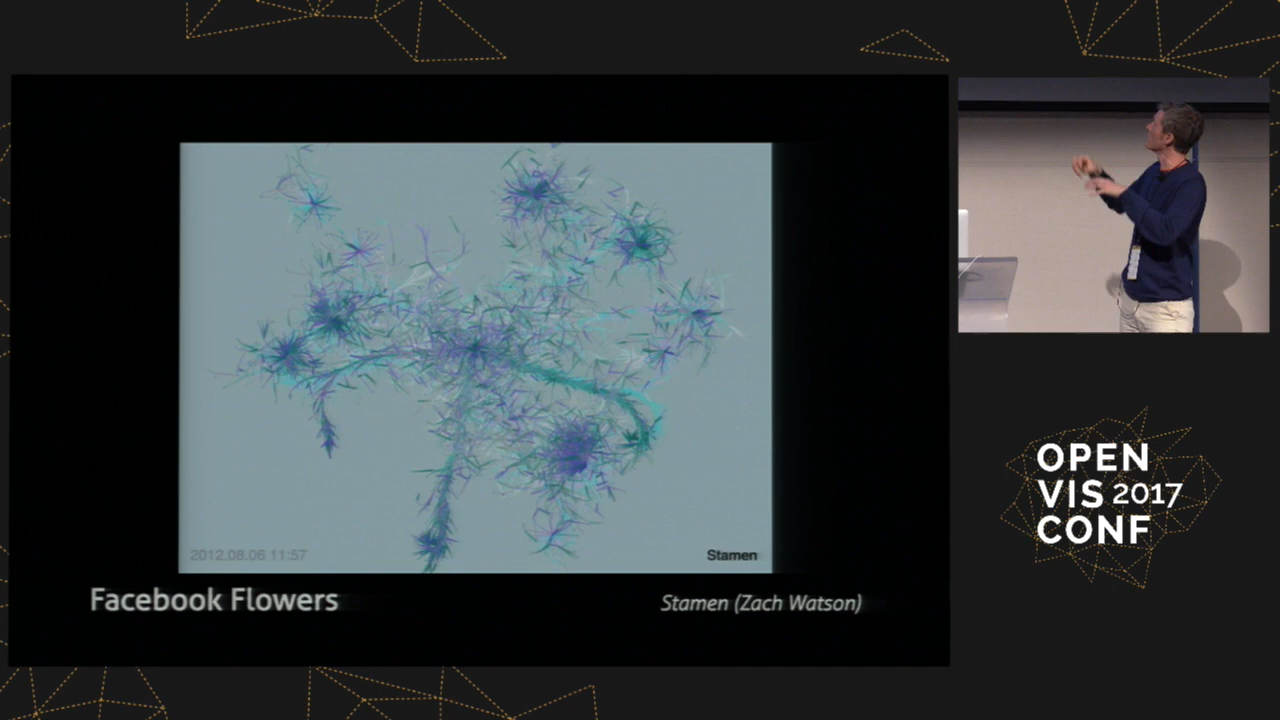 2012.08.06 11:57
Stamen
Facebook Flowers
Stamen (Zach Watson)
OPEN
VIS 2017
CONF